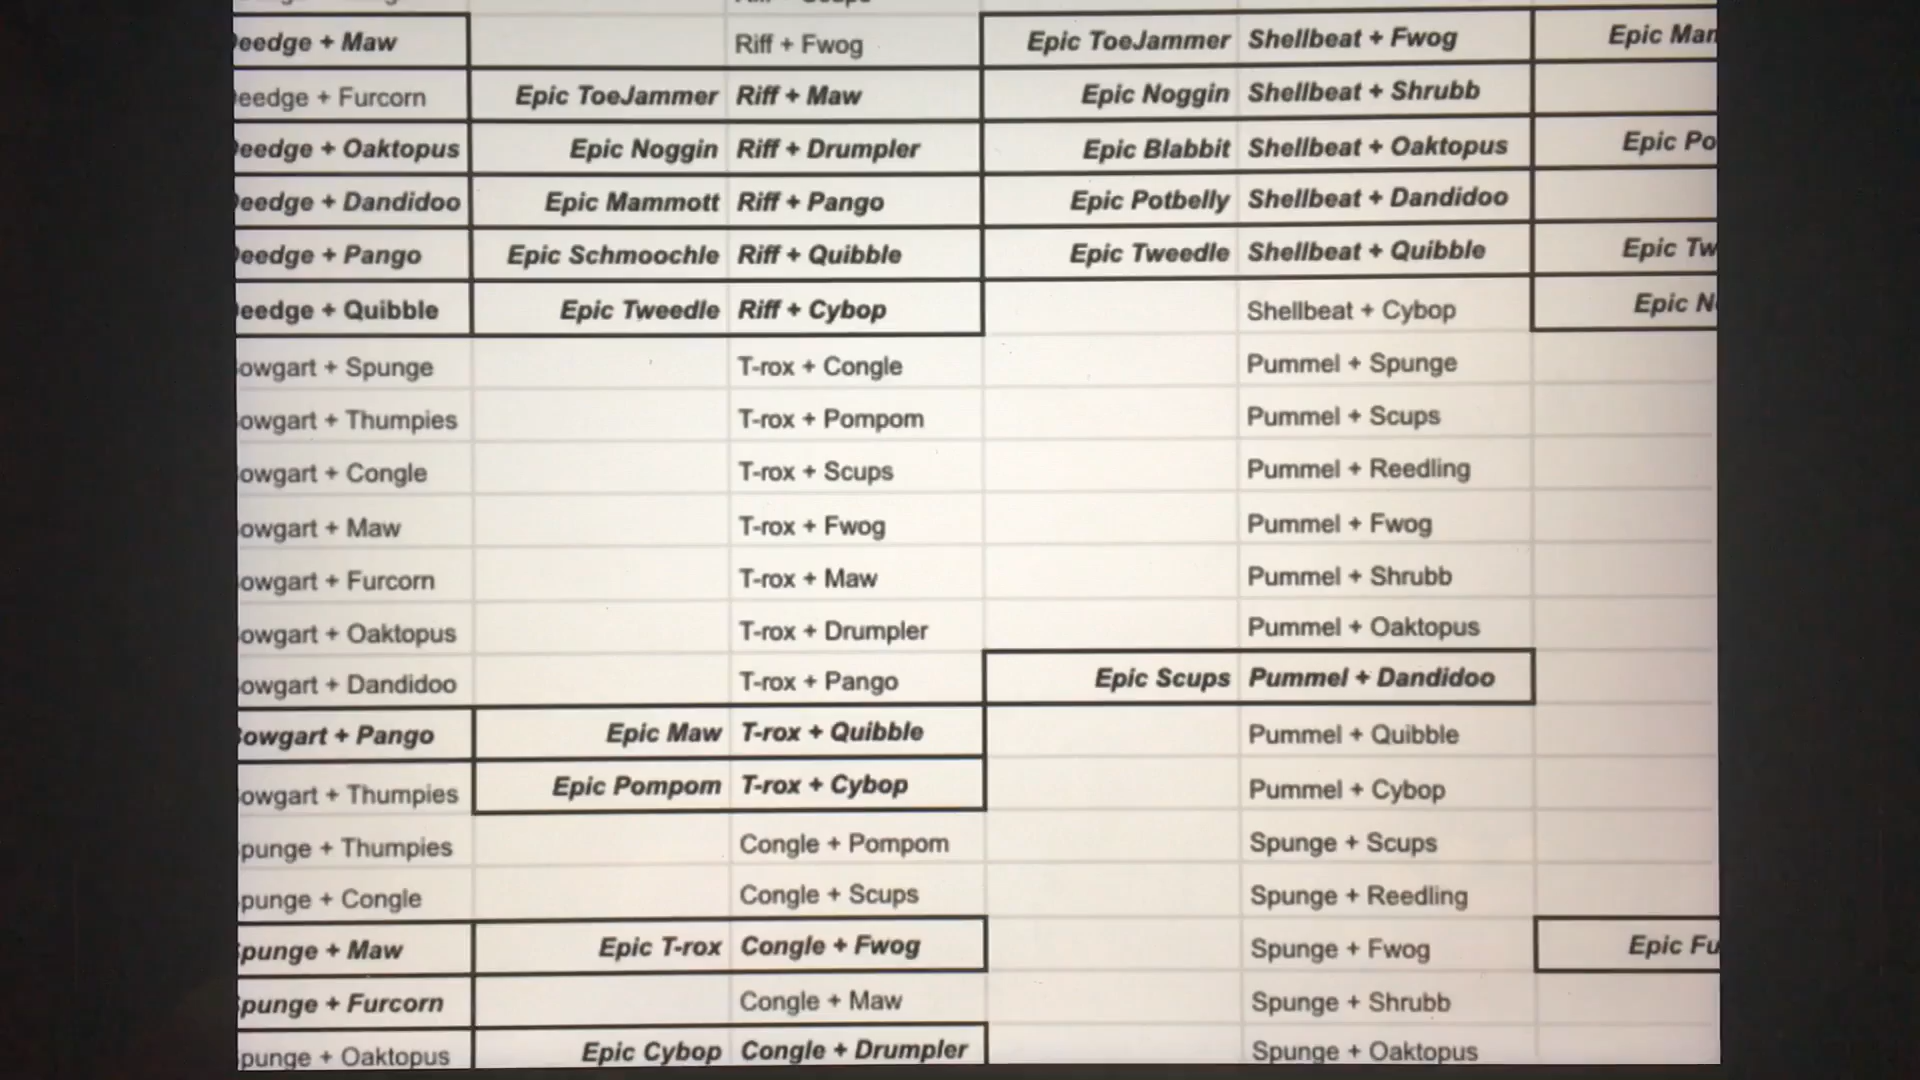 eedge + Maw Riff + Fwog Epic ToeJammer Shellbeat + Fwog Epic Mam
eedge + Furcorn Epic ToeJammer Riff + Maw Epic Noggin Shellbeat + Shrubb
eedge + Oaktopus Epic Noggin Riff + Drumpler Epic Blabbit Shellbeat + Oaktopus Epic Po
eedge + Dandidoo Epic Mammott Riff + Pango Epic Potbelly Shellbeat + Dandidoo
eedge + Pango Epic Schmoochle Riff + Quibble Epic Tweedle Shellbeat + Quibble Epic Tw
eedge + Quibble Epic Tweedle Riff + Cybop Shellbeat + Cybop Epic N
owgart + Spunge T-rox + Congle Pummel + Spunge
owgart + Thumpies T-rox + Pompom Pummel + Scups
owgart + Congle T-rox + Scups Pummel + Reedling
owgart + Maw T-rox + Fwog Pummel + Fwog
owgart + Furcorn T-rox + Maw Pummel + Shrubb
owgart + Oaktopus T-rox + Drumpler Pummel + Oaktopus
owgart + Dandidoo T-rox + Pango Epic Scups Pummel + Dandidoo
owgart + Pango Epic Maw T-rox + Quibble Pummel + Quibble
owgart + Thumpies Epic Pompom T-rox + Cybop Pummel + Cybop
punge + Thumpies Congle + Pompom Spunge + Scups
punge + Congle Congle + Scups Spunge + Reedling
punge + Maw Epic T-rox Congle + Fwog Spunge + Fwog Epic Fu
punge + Furcorn Congle + Maw Spunge + Shrubb
punge + Oaktopus Epic Cybop Congle + Drumpler Spunge + Oaktopus